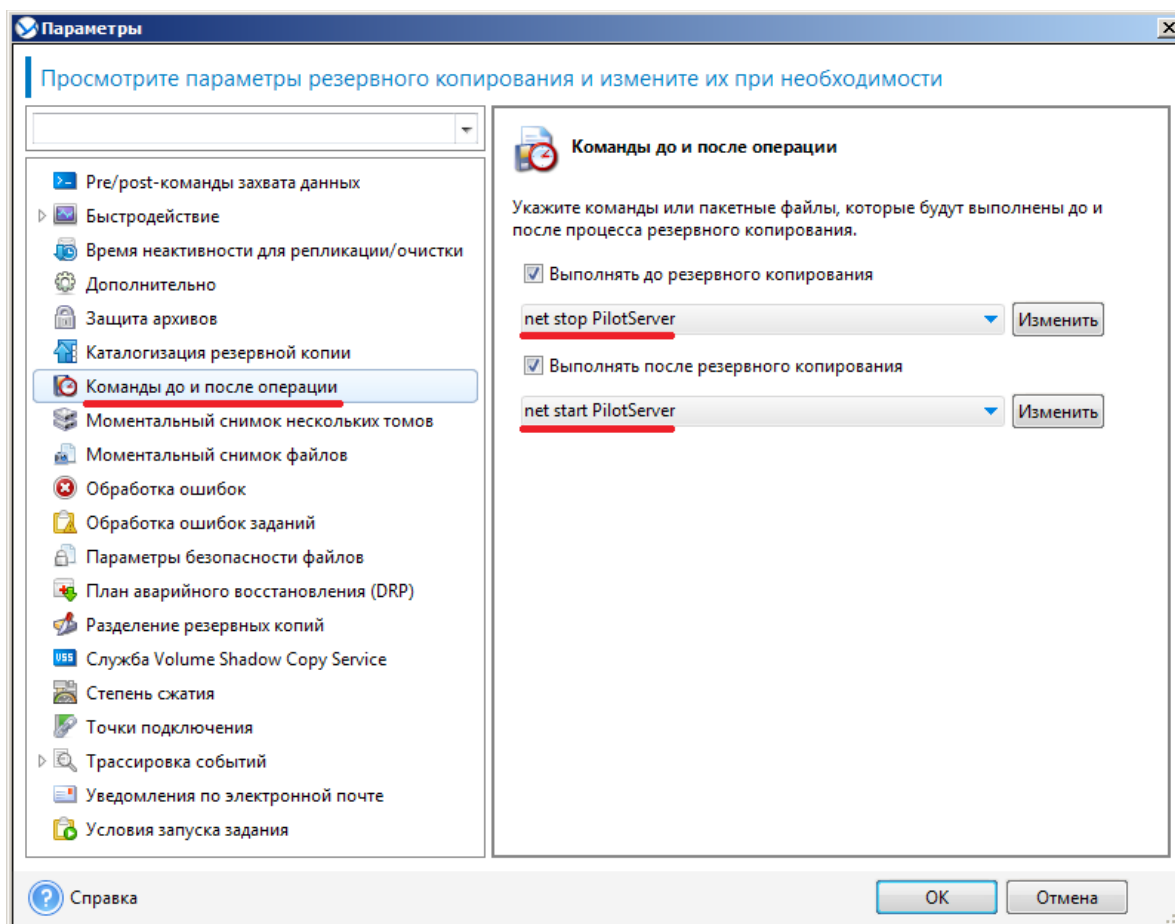 Параметры
Просмотрите параметры резервного копирования и измените их при необходимости
Pre/post-команды захвата данных
Быстродействие
Время неактивности для репликации/очистки
Дополнительно
Защита архивов
Каталогизация резервной копии
Команды до и после операции
Моментальный снимок нескольких томов
Моментальный снимок файлов
Обработка ошибок
Обработка ошибок заданий
Параметры безопасности файлов
План аварийного восстановления (DRP)
Разделение резервных копий
VSS Служба Volume Shadow Copy Service
Степень сжатия
Точки подключения
Трассировка событий
Уведомления по электронной почте
Условия запуска задания
Команды до и после операции
Укажите команды или пакетные файлы, которые будут выполнены до и
после процесса резервного копирования.
Выполнять до резервного копирования
net stop PilotServer Изменить
Выполнять после резервного копирования
net start PilotServer Изменить
Справка
OK Отмена